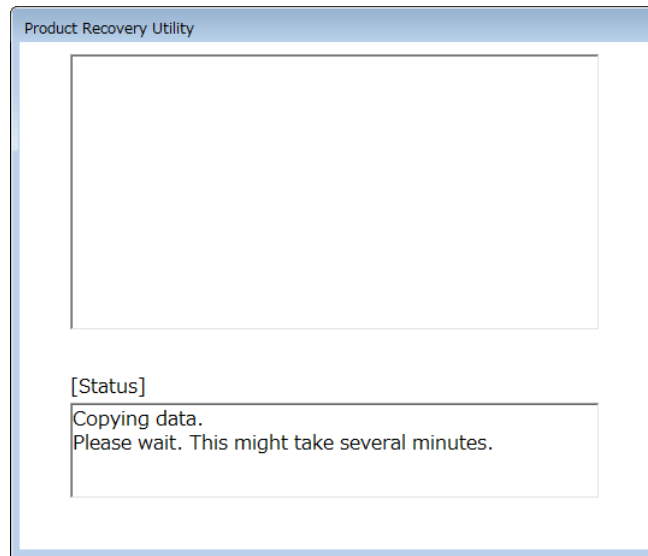 Product Recovery Utility
[Status]
Copying data.
Please wait. This might take several minutes.